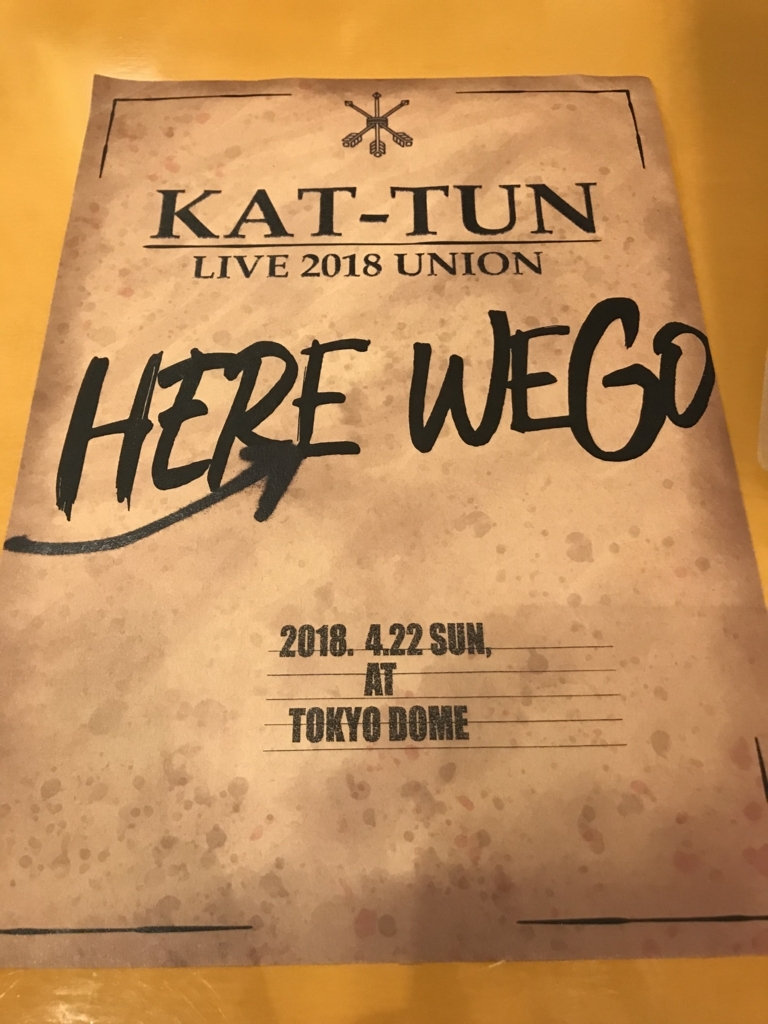 KAT-TUN
LIVE 2018 UNION
HERE WEGO
2018. 4.22 SUN,
AT
TOKYO DOME